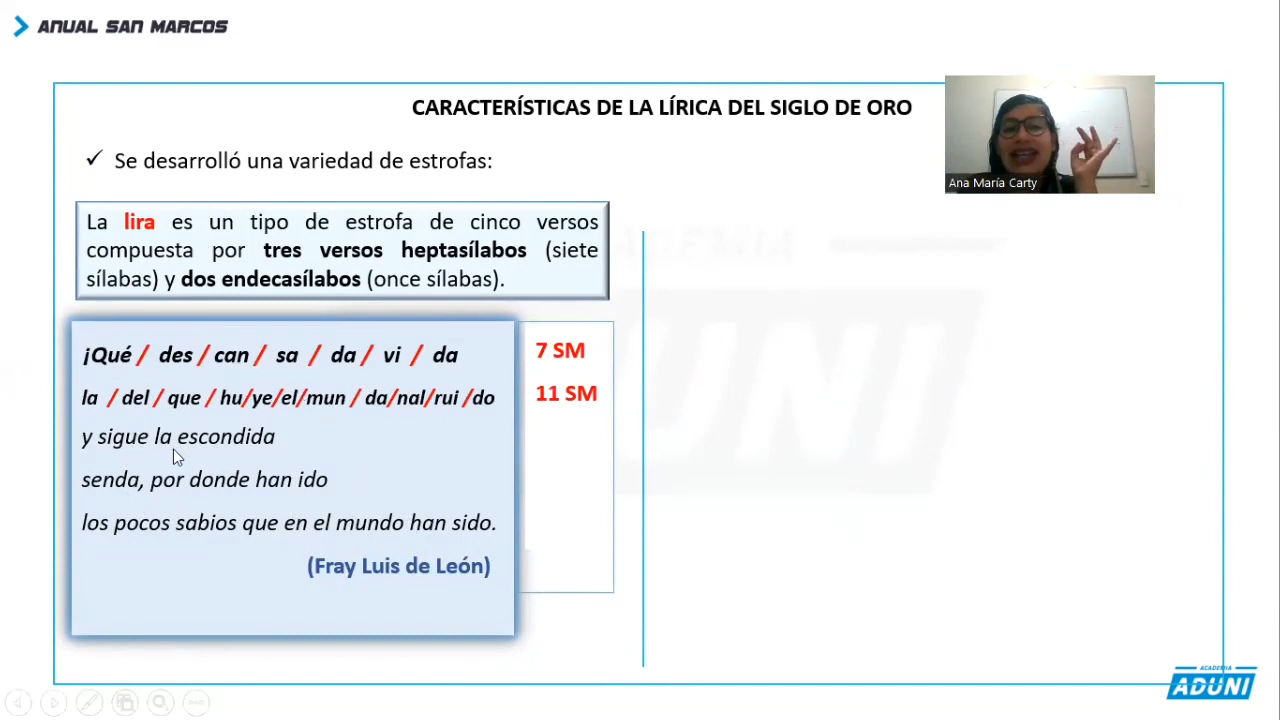 ANUAL SAN MARCOS
CARACTERÍSTICAS DE LA LÍRICA DEL SIGLO DE ORO
✓ Se desarrolló una variedad de estrofas:
Ana María Carty
La lira es un tipo de estrofa de cinco versos
compuesta por tres versos heptasílabos (siete
sílabas) y dos endecasílabos (once sílabas).
¡Qué / des / can / sa / da / vi / da
7 SM
la / del / que / hu/ye/el/mun / da/nal/rui /do
11 SM
y sigue la escondida
senda, por donde han ido
los pocos sabios que en el mundo han sido.
(Fray Luis de León)
ACADEMIA
ADUNI